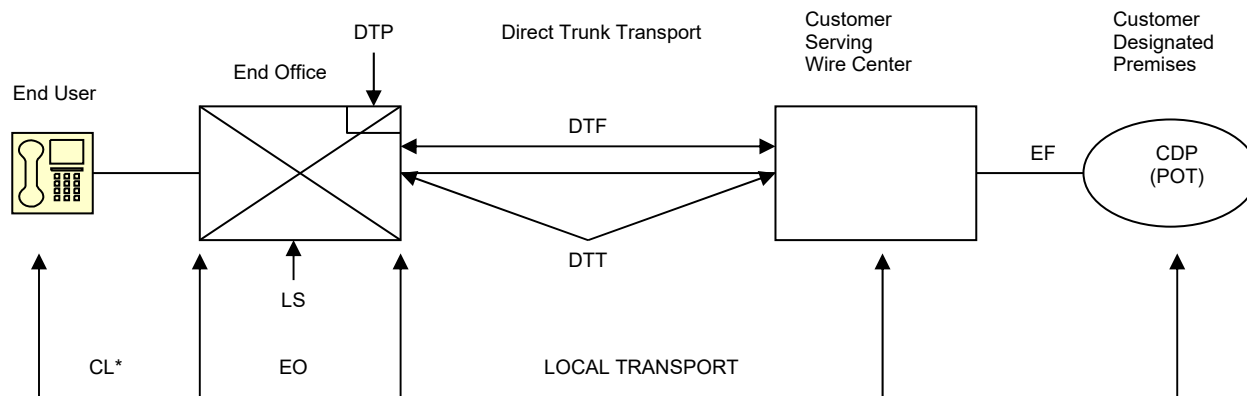 DTP
Direct Trunk Transport
Customer
Serving
Wire Center
Customer
Designated
Premises
End Office
End User
DTF
EF
CDP
(POT)
DTT
LS
CL*
EO
LOCAL TRANSPORT